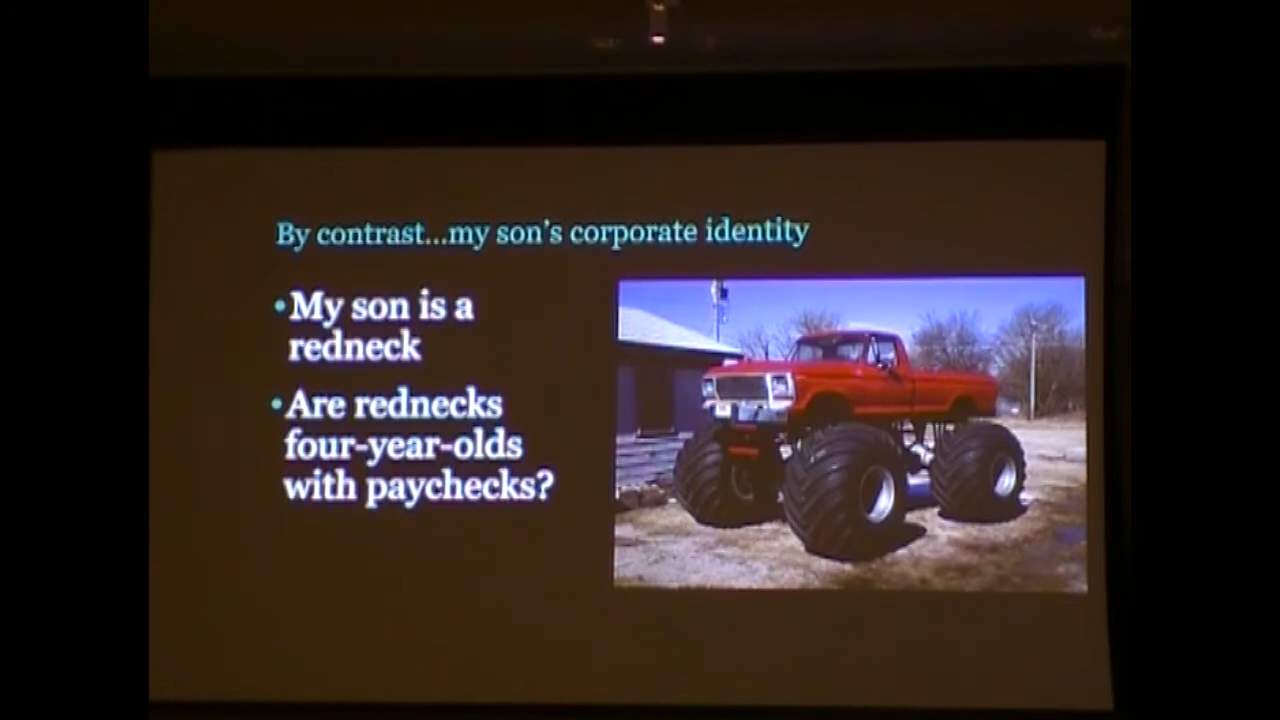 By contrast...my son's corporate identity
•My son is a
redneck
•Are rednecks
four-year-olds
with paychecks?